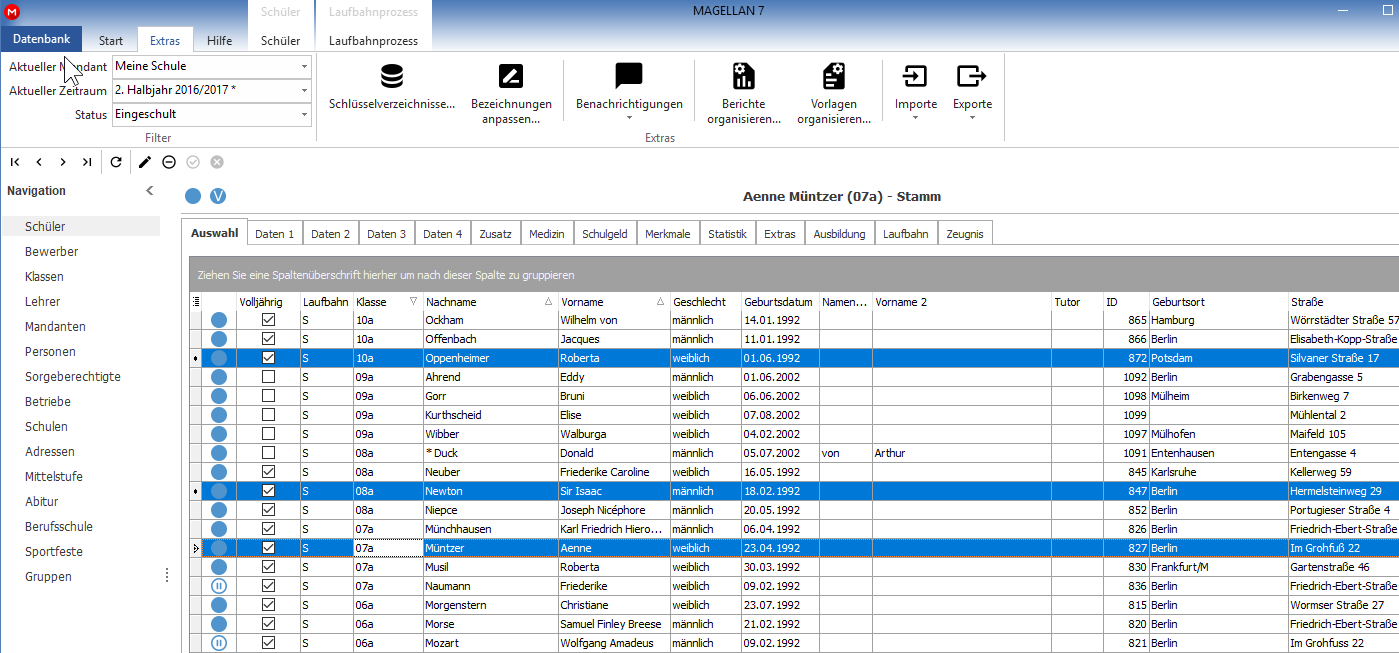 MAGELLAN 7
M
Schüler Laufbahnprozess
Datenbank Start Extras Hilfe Schüler Laufbahnprozess
Aktueller Mandant Meine Schule
Aktueller Zeitraum 2. Halbjahr 2016/2017 *
Status Eingeschult
Filter
Schlüsselverzeichnisse...
Bezeichnungen
anpassen...
Benachrichtigungen
Berichte
organisieren...
Vorlagen
organisieren...
Importe
Exporte
Extras
Navigation
Schüler
Bewerber
Klassen
Lehrer
Mandanten
Personen
Sorgeberechtigte
Betriebe
Schulen
Adressen
Mittelstufe
Abitur
Berufsschule
Sportfeste
Gruppen
V
Aenne Müntzer (07a) - Stamm
Auswahl Daten 1 Daten 2 Daten 3 Daten 4 Zusatz Medizin Schulgeld Merkmale Statistik Extras Ausbildung Laufbahn Zeugnis
Ziehen Sie eine Spaltenüberschrift hierher um nach dieser Spalte zu gruppieren
Volljährig Laufbahn Klasse Nachname Vorname Geschlecht Geburtsdatum Namen... Vorname 2 Tutor ID Geburtsort Straße
S 10a Ockham Wilhelm von männlich 14.01.1992 865 Hamburg Wörrstädter Straße 57
S 10a Offenbach Jacques männlich 11.01.1992 866 Berlin Elisabeth-Kopp-Straße
S 10a Oppenheimer Roberta weiblich 01.06.1992 872 Potsdam Silvaner Straße 17
S 09a Ahrend Eddy männlich 01.06.2002 1092 Berlin Grabengasse 5
S 09a Gorr Bruni weiblich 06.06.2002 1098 Mülheim Birkenweg 7
S 09a Kurthscheid Elise weiblich 07.08.2002 1099 Mühlental 2
S 09a Wibber Walburga weiblich 04.02.2002 1097 Mülhofen Maifeld 105
S 08a *Duck Donald männlich 05.07.2002 von Arthur 1091 Entenhausen Entengasse 4
S 08a Neuber Friederike Caroline weiblich 16.05.1992 845 Karlsruhe Kellerweg 59
S 08a Newton Sir Isaac männlich 18.02.1992 847 Berlin Hermelsteinweg 29
S 08a Niepce Joseph Nicéphore männlich 20.05.1992 852 Berlin Portugieser Straße 4
S 07a Münchhausen Karl Friedrich Hiero... männlich 06.04.1992 826 Berlin Friedrich-Ebert-Straße
S 07a Müntzer Aenne weiblich 23.04.1992 827 Berlin Im Grohfuß 22
S 07a Musil Roberta weiblich 30.03.1992 830 Frankfurt/M Gartenstraße 46
S 07a Naumann Friederike weiblich 09.02.1992 836 Berlin Friedrich-Ebert-Straße
S 06a Morgenstern Christiane weiblich 23.07.1992 815 Berlin Wormser Straße 27
S 06a Morse Samuel Finley Breese männlich 21.02.1992 820 Berlin Friedrich-Ebert-Straße
S 06a Mozart Wolfgang Amadeus männlich 09.02.1992 821 Berlin Im Grohfuss 22